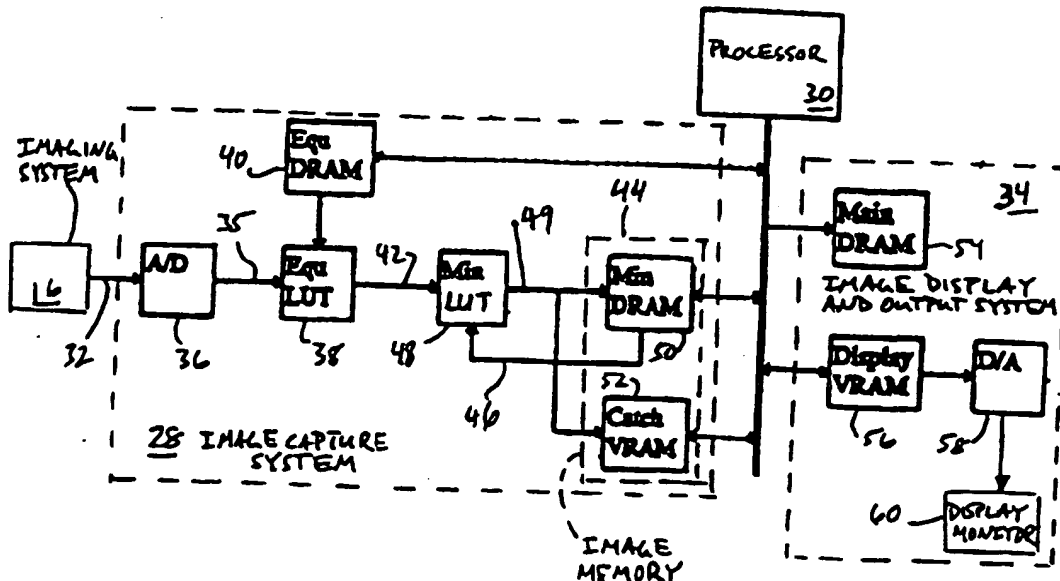 PROCESSOR
30
IMAGING
SYSTEM
16
32
A/D
36
35
Equ
DRAM
40
Equ
LUT
38
42
Min
LUT
48
49
46
44
Min
DRAM
50
52
Catch
VRAM
28 IMAGE CAPTURE
SYSTEM
IMAGE
MEMORY
34
Main
DRAM
54
IMAGE DISPLAY
AND OUTPUT SYSTEM
Display
VRAM
56
D/A
58
60
DISPLAY
MONITOR